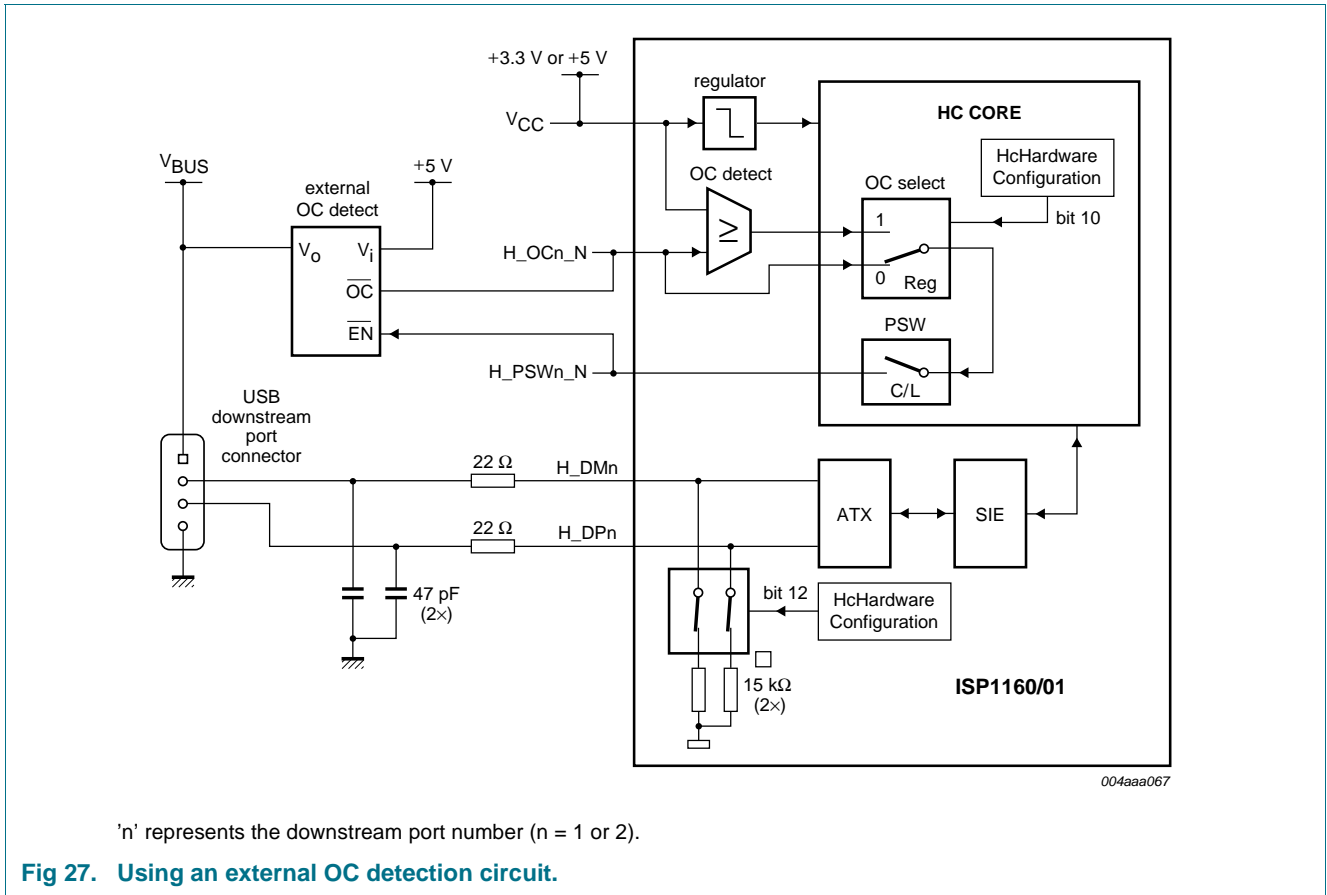 +3.3 V or +5 V
regulator
HC CORE
VCC
HcHardware
Configuration
VBUS
+5 V
OC detect
OC select
external
OC detect
bit 10
1
≥
Vo
Vi
H_OCn_N
0
Reg
OC
PSW
EN
H_PSWn_N
C/L
USB
downstream
port
connector
22 Ω
H_DMn
ATX
SIE
22 Ω
H_DPn
47 pF
(2×)
bit 12
HcHardware
Configuration
15 kΩ
(2×)
ISP1160/01
004aaa067
'n' represents the downstream port number (n = 1 or 2).
Fig 27. Using an external OC detection circuit.